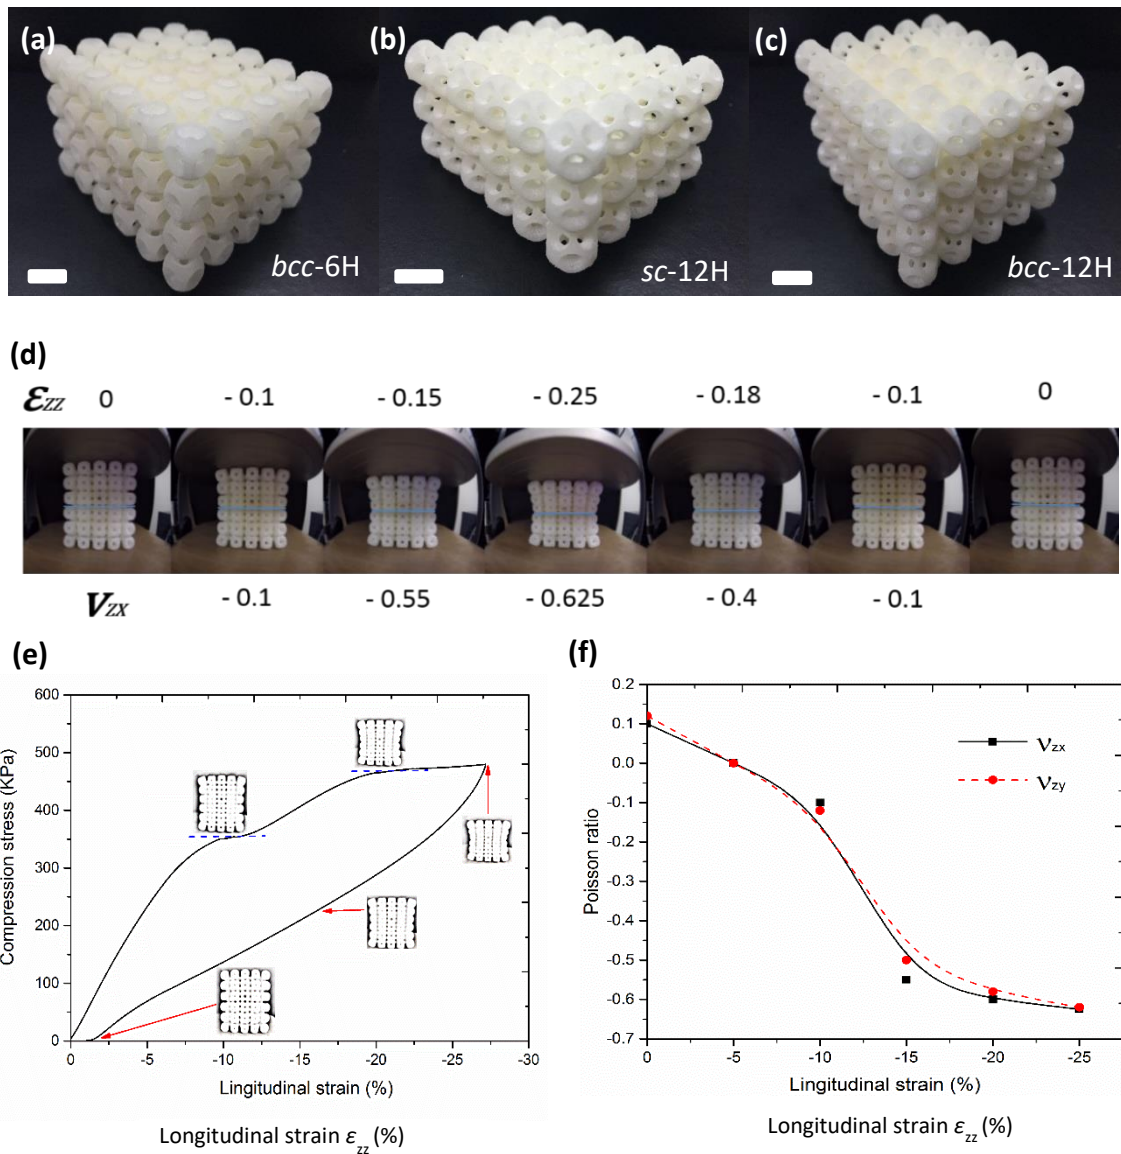 (a)
(b)
(c)
bcc-6H
sc-12H
bcc-12H
(d)
εZZ 0 - 0.1 - 0.15 - 0.25 - 0.18 - 0.1 0
VZX - 0.1 - 0.55 - 0.625 - 0.4 - 0.1
(e)
600
500
400
300
200
100
0
Compression stress (KPa)
0 -5 -10 -15 -20 -25 -30
Lingitudinal strain (%)
Longitudinal strain εzz (%)
(f)
0.2
0.1
0.0
-0.1
-0.2
-0.3
-0.4
-0.5
-0.6
-0.7
Poisson ratio
νzx
νzy
0 -5 -10 -15 -20 -25
Lingitudinal strain (%)
Longitudinal strain εzz (%)